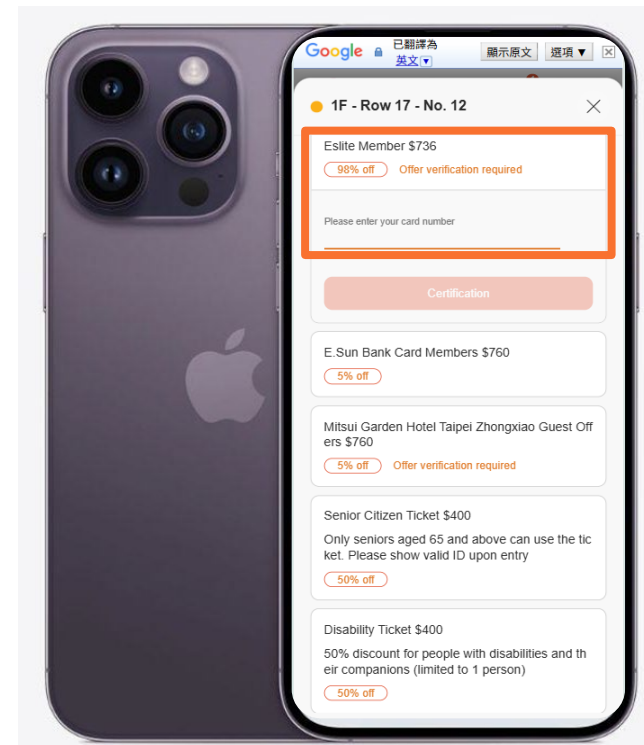 Google 已翻譯為 英文 ▼ 顯示原文 選項 ▼
1F - Row 17 - No. 12
Eslite Member $736
98% off Offer verification required
Please enter your card number
Certification
E.Sun Bank Card Members $760
5% off
Mitsui Garden Hotel Taipei Zhongxiao Guest Off
ers $760
5% off Offer verification required
Senior Citizen Ticket $400
Only seniors aged 65 and above can use the tic
ket. Please show valid ID upon entry
50% off
Disability Ticket $400
50% discount for people with disabilities and th
eir companions (limited to 1 person)
50% off